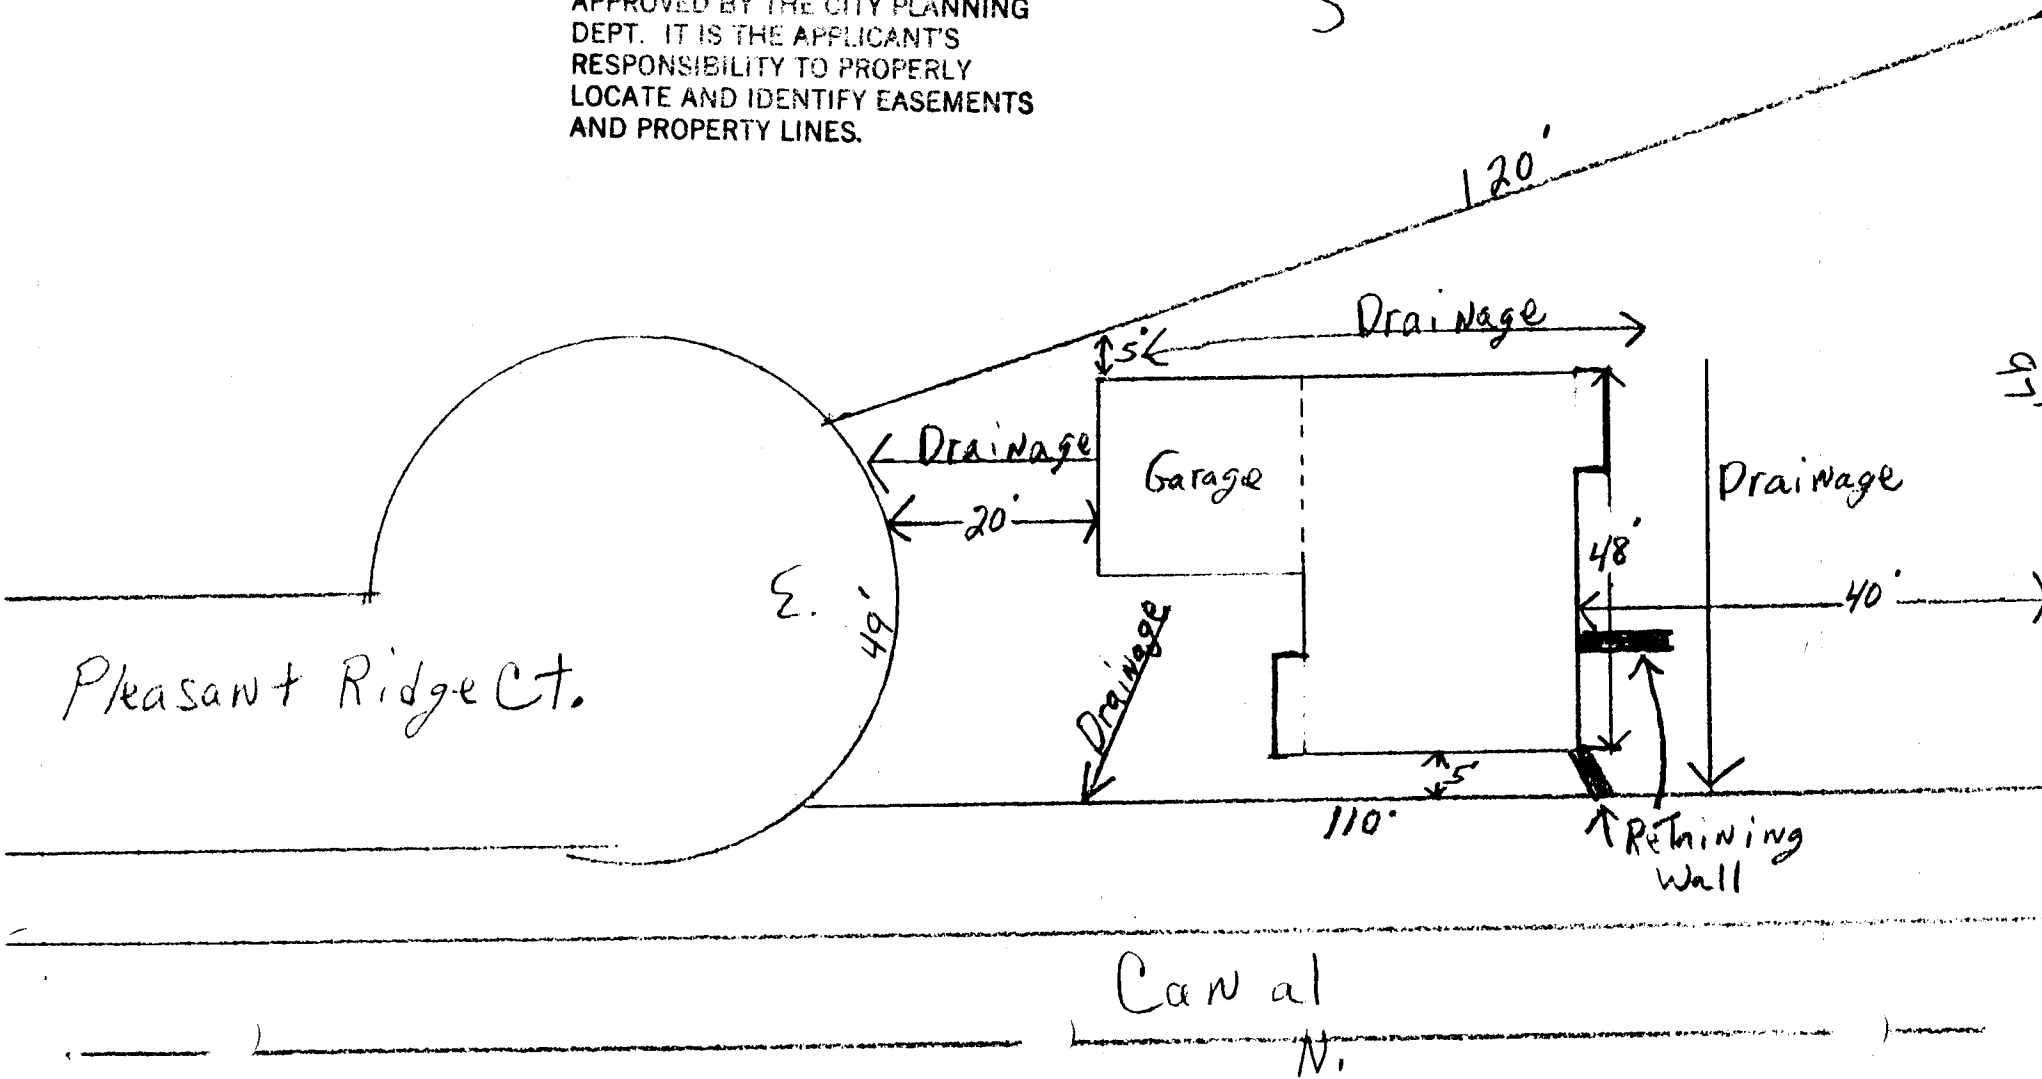 APPROVED BY THE CITY PLANNING
DEPT. IT IS THE APPLICANT'S
RESPONSIBILITY TO PROPERLY
LOCATE AND IDENTIFY EASEMENTS
AND PROPERTY LINES.
120'
Drainage
5'
Drainage
Garage
Drainage
20'
48'
40'
E.
49'
Pleasant Ridge Ct.
Drainage
5'
110'
Retaining
Wall
Canal
N.